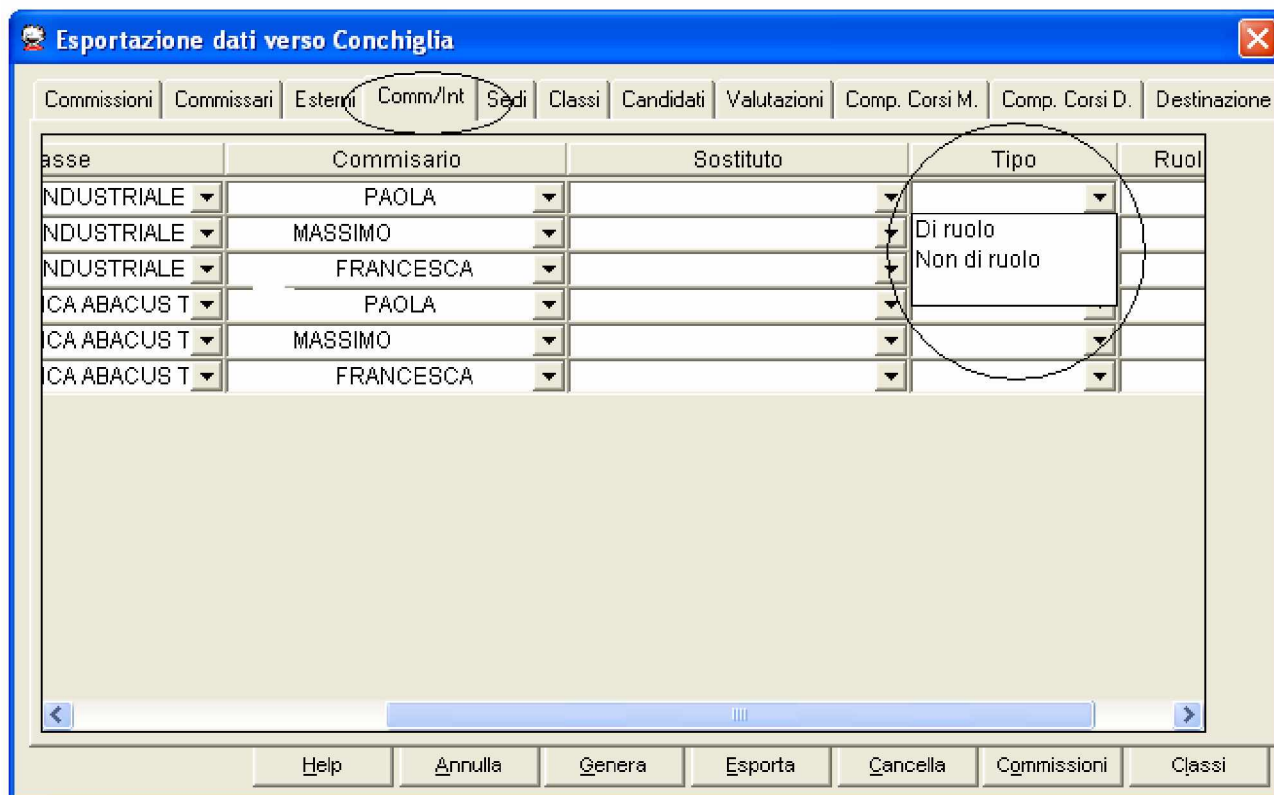 Esportazione dati verso Conchiglia
Commissioni Commissari Esterni Comm/Int Sedi Classi Candidati Valutazioni Comp. Corsi M. Comp. Corsi D. Destinazione
asse Commisario Sostituto Tipo Ruol
NDUSTRIALE PAOLA
NDUSTRIALE MASSIMO Di ruolo
NDUSTRIALE FRANCESCA Non di ruolo
ICA ABACUS T PAOLA
ICA ABACUS T MASSIMO
ICA ABACUS T FRANCESCA
Help Annulla Genera Esporta Cancella Commissioni Classi